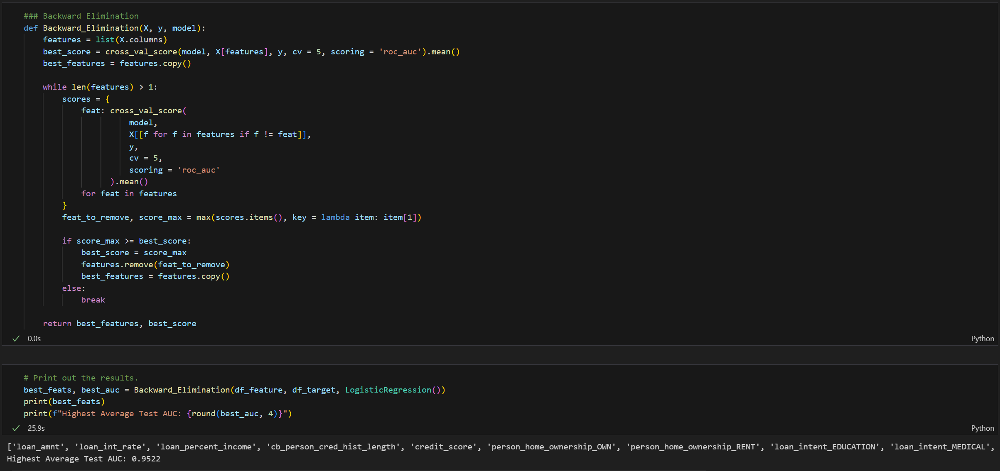 ### Backward Elimination
def Backward_Elimination(X, y, model):
    features = list(X.columns)
    best_score = cross_val_score(model, X[features], y, cv = 5, scoring = 'roc_auc').mean()
    best_features = features.copy()
    while len(features) > 1:
        scores = {
            feat: cross_val_score(
                      model,
                      X[[f for f in features if f != feat]],
                      y,
                      cv = 5,
                      scoring = 'roc_auc'
                  ).mean()
            for feat in features
        }
        feat_to_remove, score_max = max(scores.items(), key = lambda item: item[1])
        if score_max >= best_score:
            best_score = score_max
            features.remove(feat_to_remove)
            best_features = features.copy()
        else:
            break
    return best_features, best_score
0.0s Python
# Print out the results.
best_feats, best_auc = Backward_Elimination(df_feature, df_target, LogisticRegression())
print(best_feats)
print(f"Highest Average Test AUC: {round(best_auc, 4)}")
25.9s Python
['loan_amnt', 'loan_int_rate', 'loan_percent_income', 'cb_person_cred_hist_length', 'credit_score', 'person_home_ownership_OWN', 'person_home_ownership_RENT', 'loan_intent_EDUCATION', 'loan_intent_MEDICAL',
Highest Average Test AUC: 0.9522